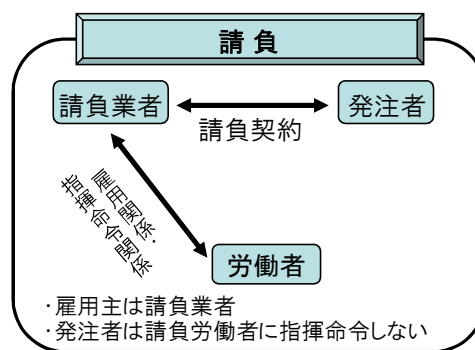 請 負
請負業者
発注者
請負契約
雇用関係・
指揮命令関係
労働者
・雇用主は請負業者
・発注者は請負労働者に指揮命令しない